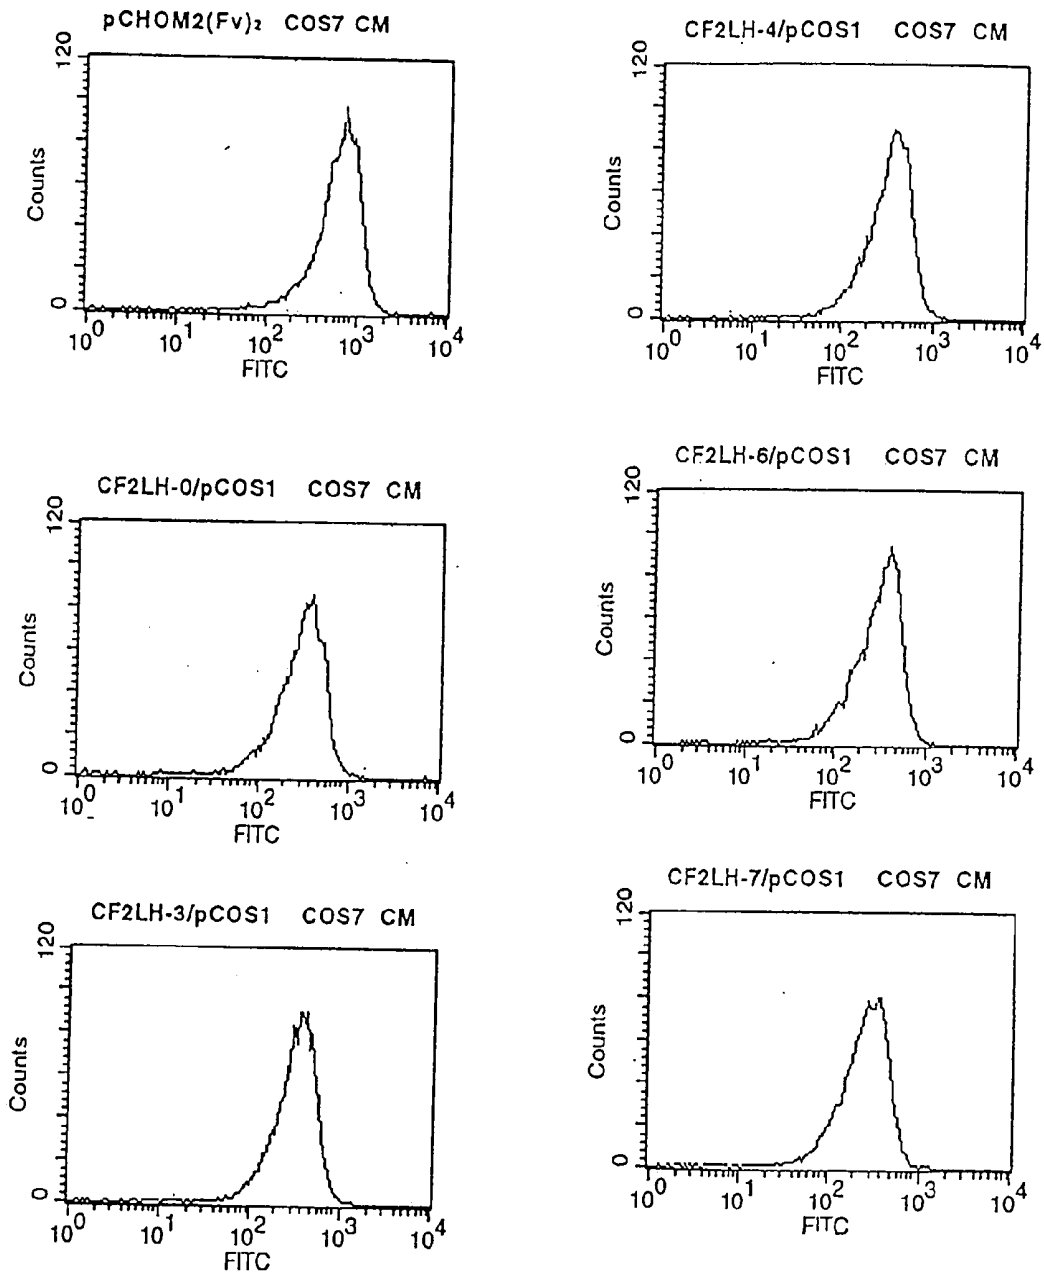 pCHOM2(Fv)₂ COS7 CM
120
Counts
0
10⁰ 10¹ 10² 10³ 10⁴
FITC
CF2LH-4/pCOS1 COS7 CM
120
Counts
0
10⁰ 10¹ 10² 10³ 10⁴
FITC
CF2LH-0/pCOS1 COS7 CM
120
Counts
0
10⁰ 10¹ 10² 10³ 10⁴
FITC
CF2LH-6/pCOS1 COS7 CM
120
Counts
0
10⁰ 10¹ 10² 10³ 10⁴
FITC
CF2LH-3/pCOS1 COS7 CM
120
Counts
0
10⁰ 10¹ 10² 10³ 10⁴
FITC
CF2LH-7/pCOS1 COS7 CM
120
Counts
0
10⁰ 10¹ 10² 10³ 10⁴
FITC